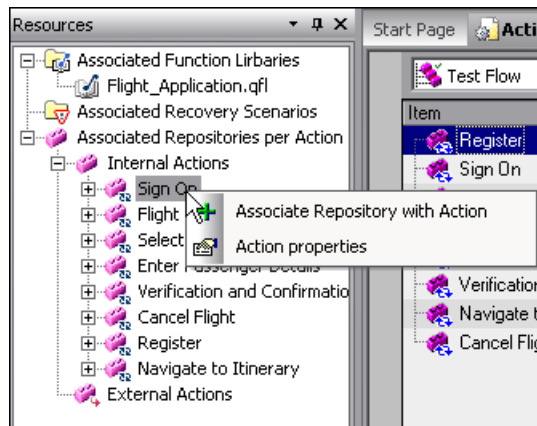 Resources
Start Page
Acti
Associated Function Lirbaries
Flight_Application.qfl
Associated Recovery Scenarios
Associated Repositories per Action
Internal Actions
Sign On
Flight
Select
Enter Passenger Details
Verification and Confirmatio
Cancel Flight
Register
Navigate to Itinerary
External Actions
Associate Repository with Action
Action properties
Test Flow
Item
Register
Sign On
Verification
Navigate t
Cancel Flig